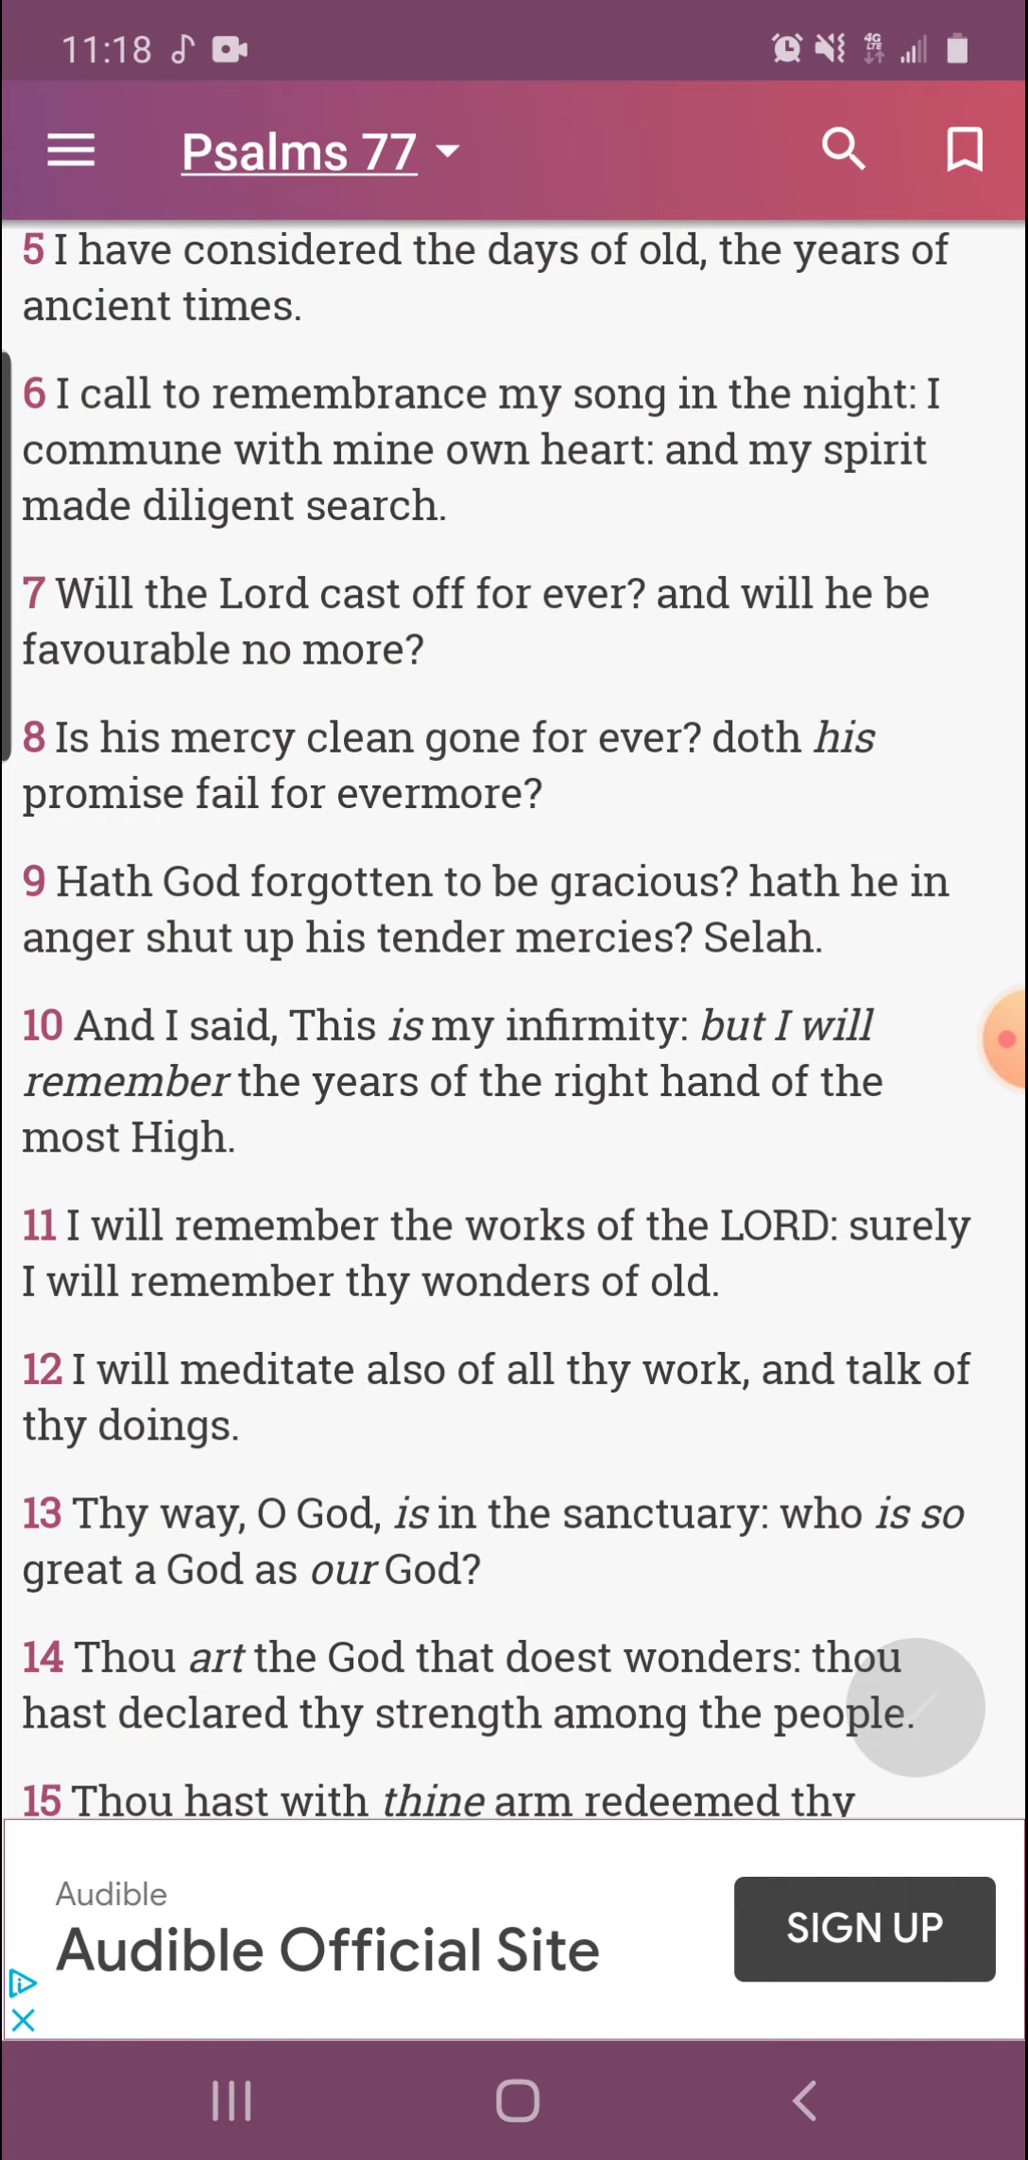 11:18
4G
LTE
Psalms 77
5 I have considered the days of old, the years of
ancient times.
6 I call to remembrance my song in the night: I
commune with mine own heart: and my spirit
made diligent search.
7 Will the Lord cast off for ever? and will he be
favourable no more?
8 Is his mercy clean gone for ever? doth his
promise fail for evermore?
9 Hath God forgotten to be gracious? hath he in
anger shut up his tender mercies? Selah.
10 And I said, This is my infirmity: but I will
remember the years of the right hand of the
most High.
11 I will remember the works of the LORD: surely
I will remember thy wonders of old.
12 I will meditate also of all thy work, and talk of
thy doings.
13 Thy way, O God, is in the sanctuary: who is so
great a God as our God?
14 Thou art the God that doest wonders: thou
hast declared thy strength among the people.
15 Thou hast with thine arm redeemed thy
Audible
Audible Official Site
SIGN UP